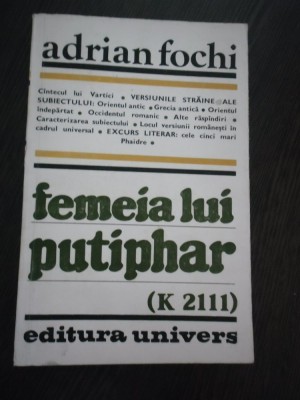 adrian fochi
Cîntecul lui Vartici • VERSIUNILE STRĂINE ALE
SUBIECTULUI: Orientul antic • Grecia antică • Orientul
îndepărtat • Occidentul romanic • Alte răspîndiri •
Caracterizarea subiectului • Locul versiunii românești în
cadrul universal • EXCURS LITERAR: cele cinci mari
Phaidre •
femeia lui
putiphar
(K 2111)
editura univers